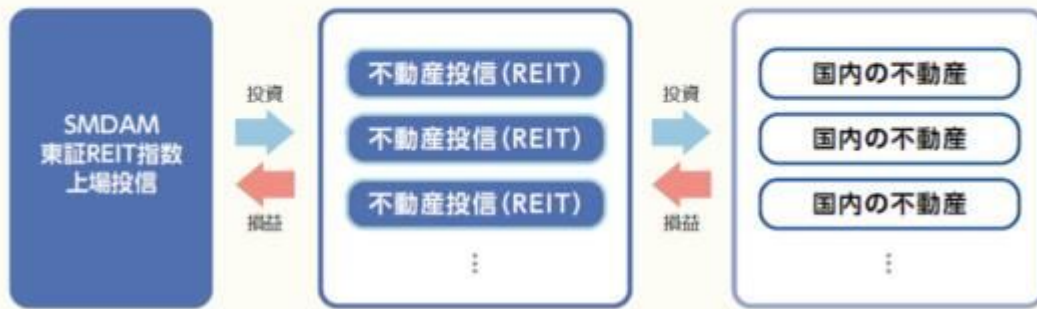 SMDAM
東証REIT指数
上場投信
投資
損益
不動産投信(REIT)
不動産投信(REIT)
不動産投信(REIT)
⋮
投資
損益
国内の不動産
国内の不動産
国内の不動産
⋮